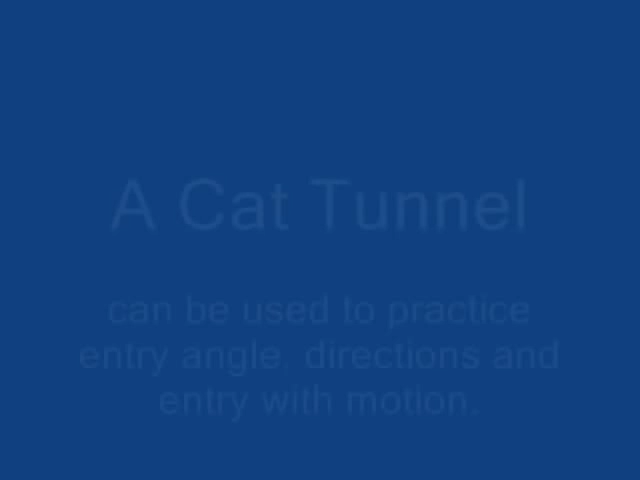 A Cat Tunnel
can be used to practice
entry angle, directions and
entry with motion.